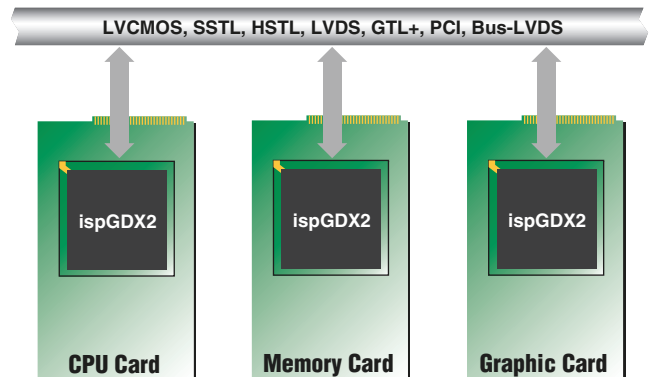 LVCMOS, SSTL, HSTL, LVDS, GTL+, PCI, Bus-LVDS
ispGDX2
ispGDX2
ispGDX2
CPU Card
Memory Card
Graphic Card